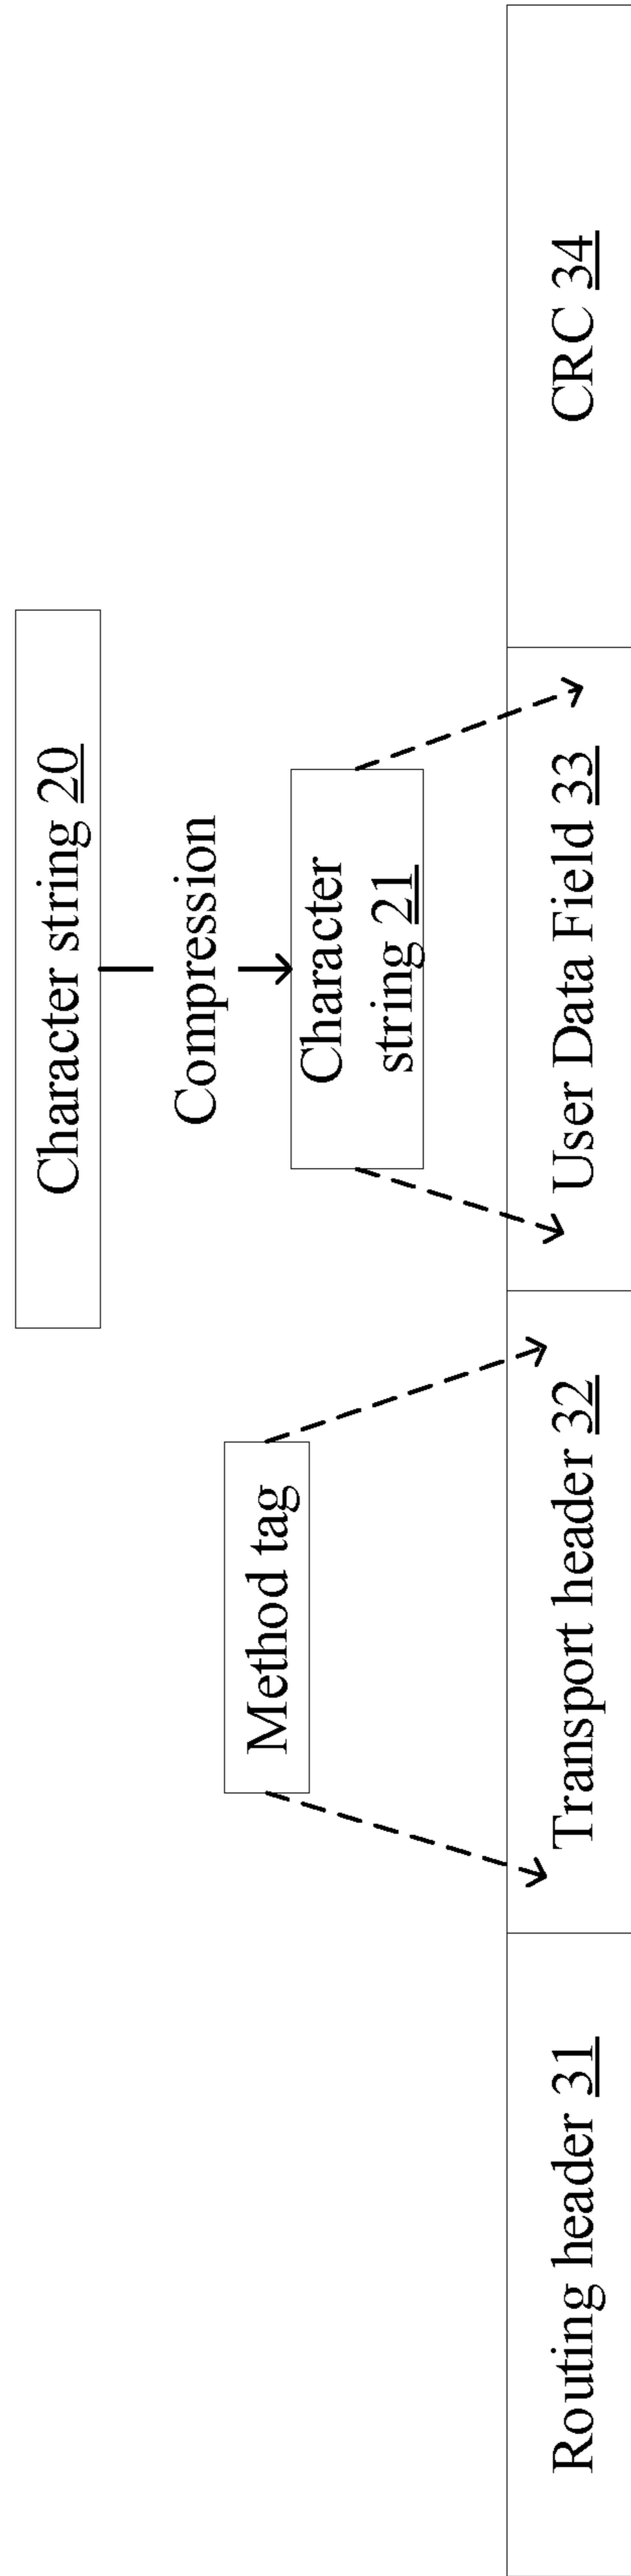 Character string 20
Compression
Character
string 21
Method tag
Routing header 31
Transport header 32
User Data Field 33
CRC 34